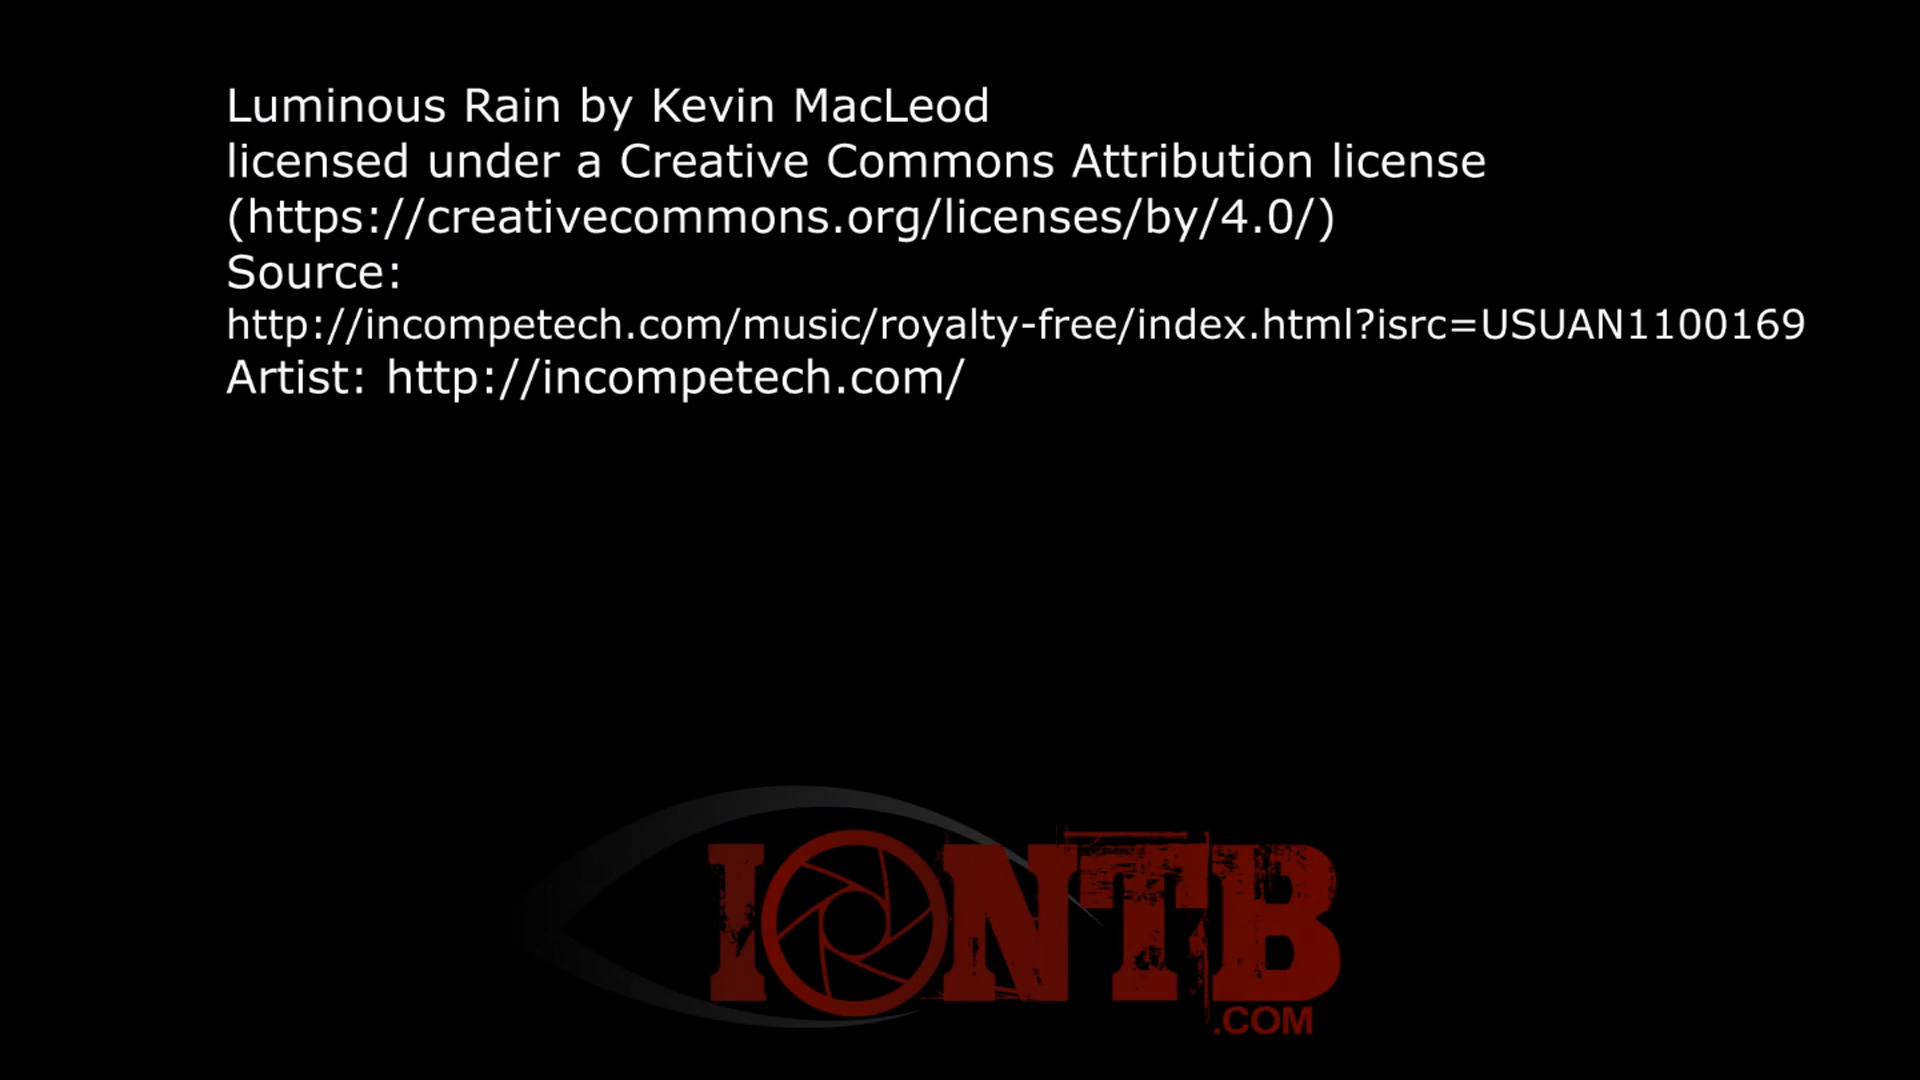 Luminous Rain by Kevin MacLeod
licensed under a Creative Commons Attribution license
(https://creativecommons.org/licenses/by/4.0/)
Source:
http://incompetech.com/music/royalty-free/index.html?isrc=USUAN1100169
Artist: http://incompetech.com/
IONTB
.COM